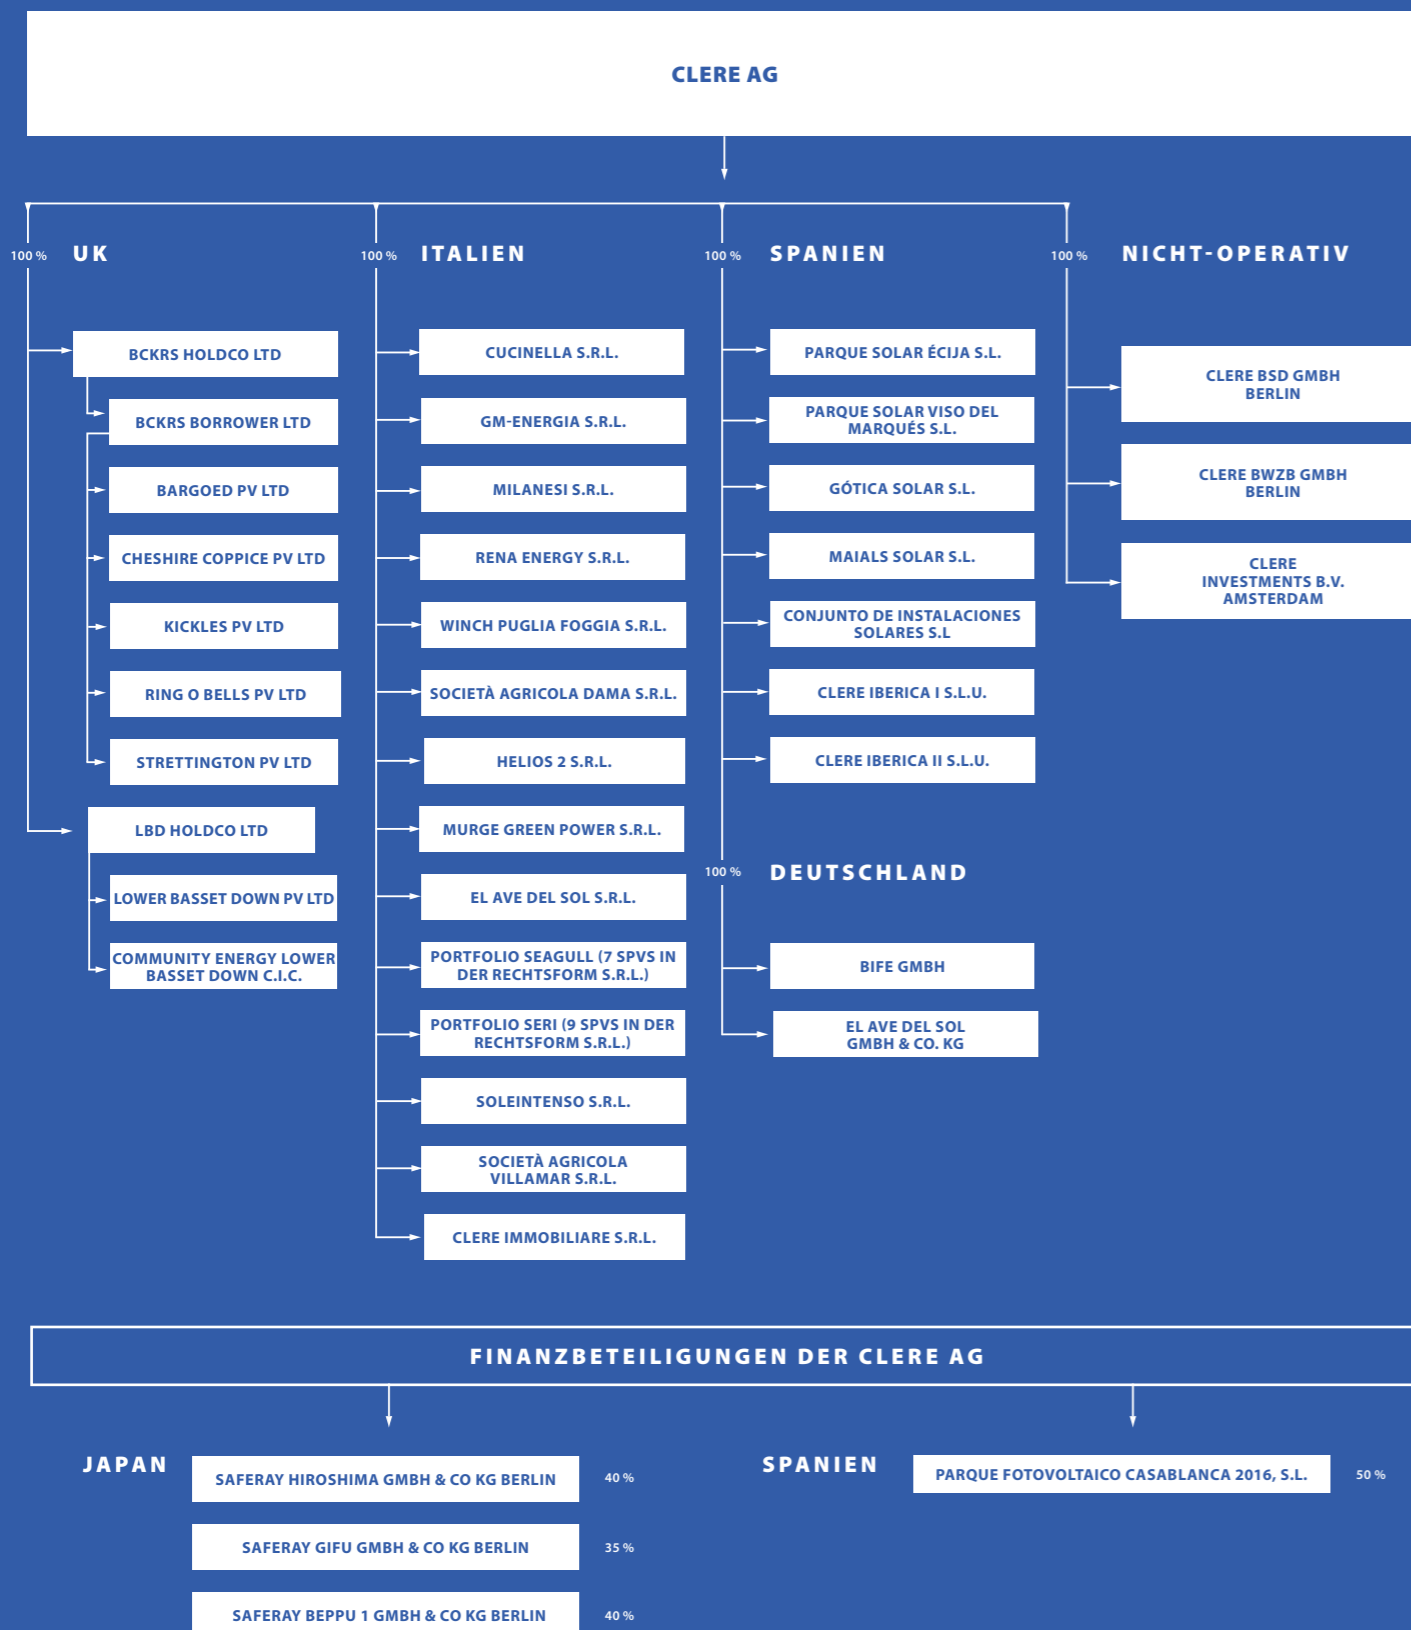 CLERE AG
100 %
UK
BCKRS HOLDCO LTD
BCKRS BORROWER LTD
BARGOED PV LTD
CHESHIRE COPPICE PV LTD
KICKLES PV LTD
RING O BELLS PV LTD
STRETTINGTON PV LTD
LBD HOLDCO LTD
LOWER BASSET DOWN PV LTD
COMMUNITY ENERGY LOWER
BASSET DOWN C.I.C.
100 %
ITALIEN
CUCINELLA S.R.L.
GM-ENERGIA S.R.L.
MILANESI S.R.L.
RENA ENERGY S.R.L.
WINCH PUGLIA FOGGIA S.R.L.
SOCIETÀ AGRICOLA DAMA S.R.L.
HELIOS 2 S.R.L.
MURGE GREEN POWER S.R.L.
EL AVE DEL SOL S.R.L.
PORTFOLIO SEAGULL (7 SPVS IN
DER RECHTSFORM S.R.L.)
PORTFOLIO SERI (9 SPVS IN DER
RECHTSFORM S.R.L.)
SOLEINTENSO S.R.L.
SOCIETÀ AGRICOLA
VILLAMAR S.R.L.
CLERE IMMOBILIARE S.R.L.
100 %
SPANIEN
PARQUE SOLAR ÉCIJA S.L.
PARQUE SOLAR VISO DEL
MARQUÉS S.L.
GÓTICA SOLAR S.L.
MAIALS SOLAR S.L.
CONJUNTO DE INSTALACIONES
SOLARES S.L
CLERE IBERICA I S.L.U.
CLERE IBERICA II S.L.U.
100 %
DEUTSCHLAND
BIFE GMBH
EL AVE DEL SOL
GMBH & CO. KG
100 %
NICHT-OPERATIV
CLERE BSD GMBH
BERLIN
CLERE BWZB GMBH
BERLIN
CLERE
INVESTMENTS B.V.
AMSTERDAM
FINANZBETEILIGUNGEN DER CLERE AG
JAPAN
SAFERAY HIROSHIMA GMBH & CO KG BERLIN
40 %
SAFERAY GIFU GMBH & CO KG BERLIN
35 %
SAFERAY BEPPU 1 GMBH & CO KG BERLIN
40 %
SPANIEN
PARQUE FOTOVOLTAICO CASABLANCA 2016, S.L.
50 %